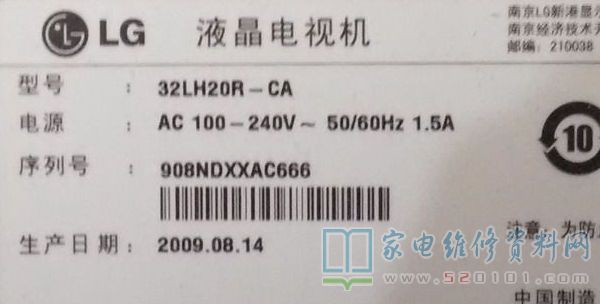 LG 液晶电视机
南京LG新港显示
南京经济技术开
邮编: 210038
型号 : 32LH20R-CA
电源 : AC 100-240V~ 50/60Hz 1.5A
10
序列号 : 908NDXXAC666
注意: 为防
生产日期: 2009.08.14
家电维修资料网
www.520101.com
中国制造